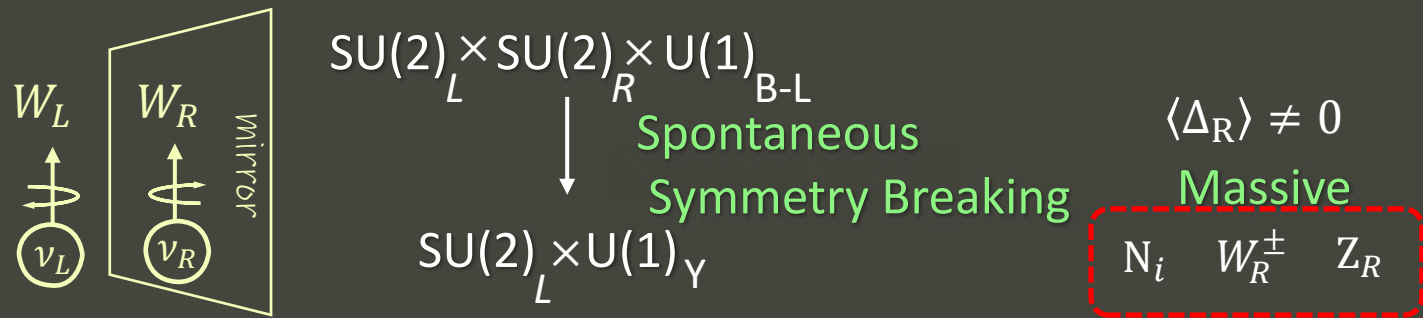 W_L
ν_L
W_R
ν_R
mirror
SU(2)_L × SU(2)_R × U(1)_B-L
Spontaneous
Symmetry Breaking
SU(2)_L × U(1)_Y
⟨Δ_R⟩ ≠ 0
Massive
N_i W_R^± Z_R